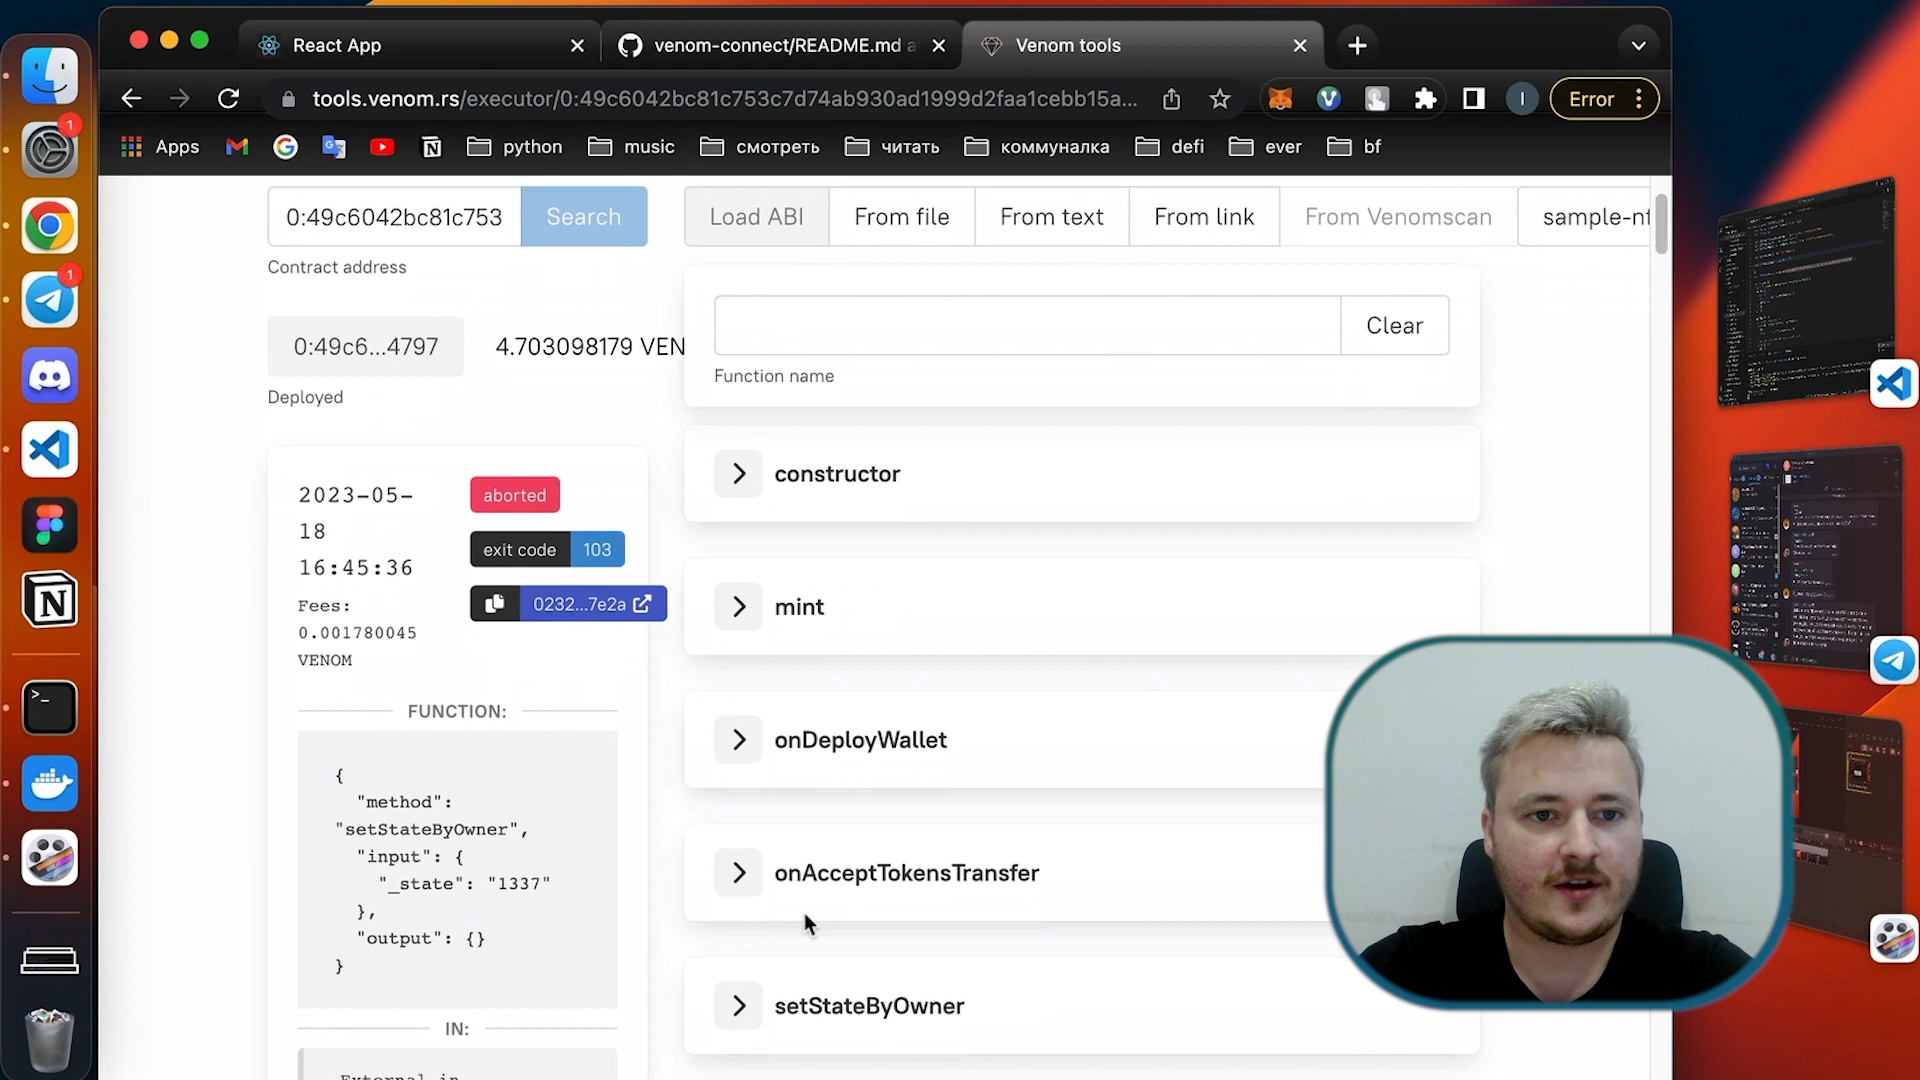 React App
venom-connect/README.md a
Venom tools
tools.venom.rs/executor/0:49c6042bc81c753c7d74ab930ad1999d2faa1cebb15a...
I
Error
Apps
python
music
смотреть
читать
коммуналка
defi
ever
bf
1
1
0:49c6042bc81c753
Search
Contract address
Load ABI
From file
From text
From link
From Venomscan
sample-nf
0:49c6...4797
4.703098179 VEN
Deployed
Clear
Function name
2023-05-
18
16:45:36
Fees:
0.001780045
VENOM
aborted
exit code 103
0232...7e2a
FUNCTION:
{
"method":
"setStateByOwner",
"input": {
"_state": "1337"
},
"output": {}
}
IN:
External in
constructor
mint
onDeployWallet
onAcceptTokensTransfer
setStateByOwner